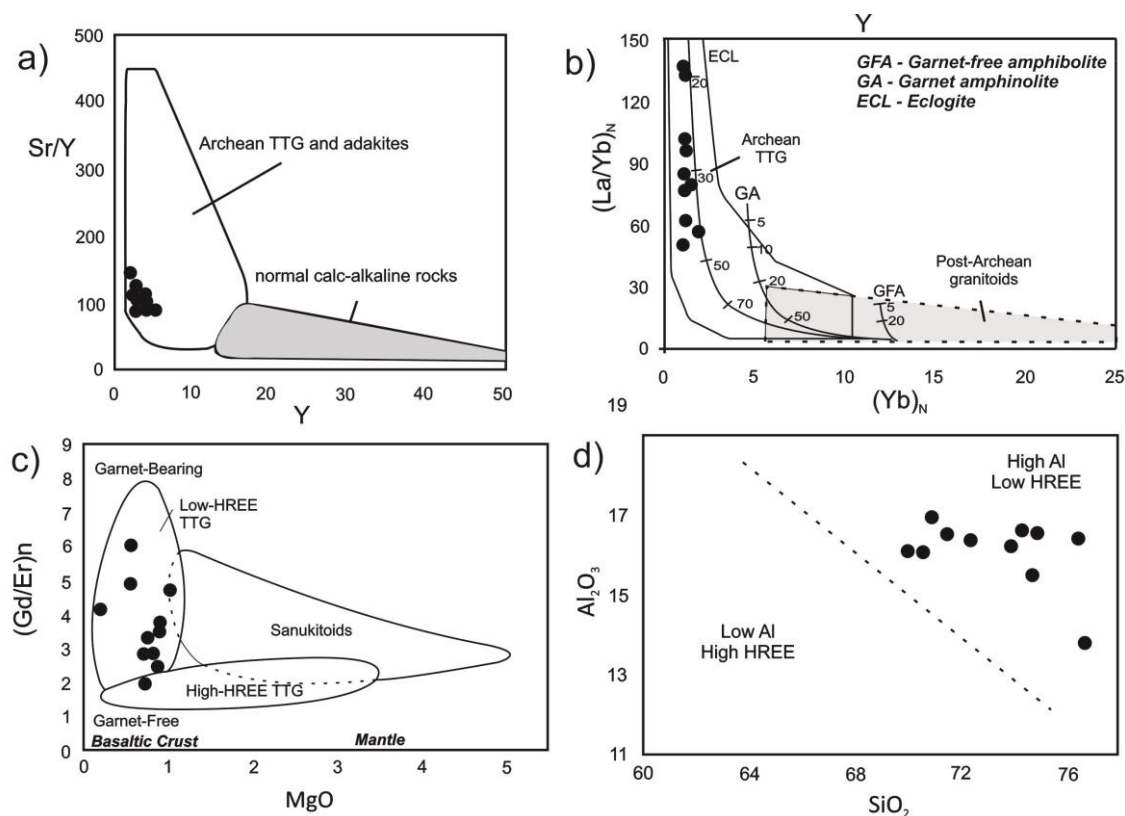 a)
500
400
300
200
100
0
Sr/Y
Archean TTG and adakites
normal calc-alkaline rocks
0 10 20 30 40 50
Y
Y
b)
150
120
90
60
30
0
(La/Yb)N
ECL
GFA - Garnet-free amphibolite
GA - Garnet amphinolite
ECL - Eclogite
20
Archean
TTG
30
GA
5
10
50
20
70
50
GFA
5
20
Post-Archean
granitoids
0 5 10 15 20 25
(Yb)N
19
c)
9
8
7
6
5
4
3
2
1
0
(Gd/Er)n
Garnet-Bearing
Low-HREE
TTG
Sanukitoids
High-HREE TTG
Garnet-Free
Basaltic Crust
Mantle
0 1 2 3 4 5
MgO
d)
17
15
13
11
Al2O3
High Al
Low HREE
Low Al
High HREE
60 64 68 72 76
SiO2